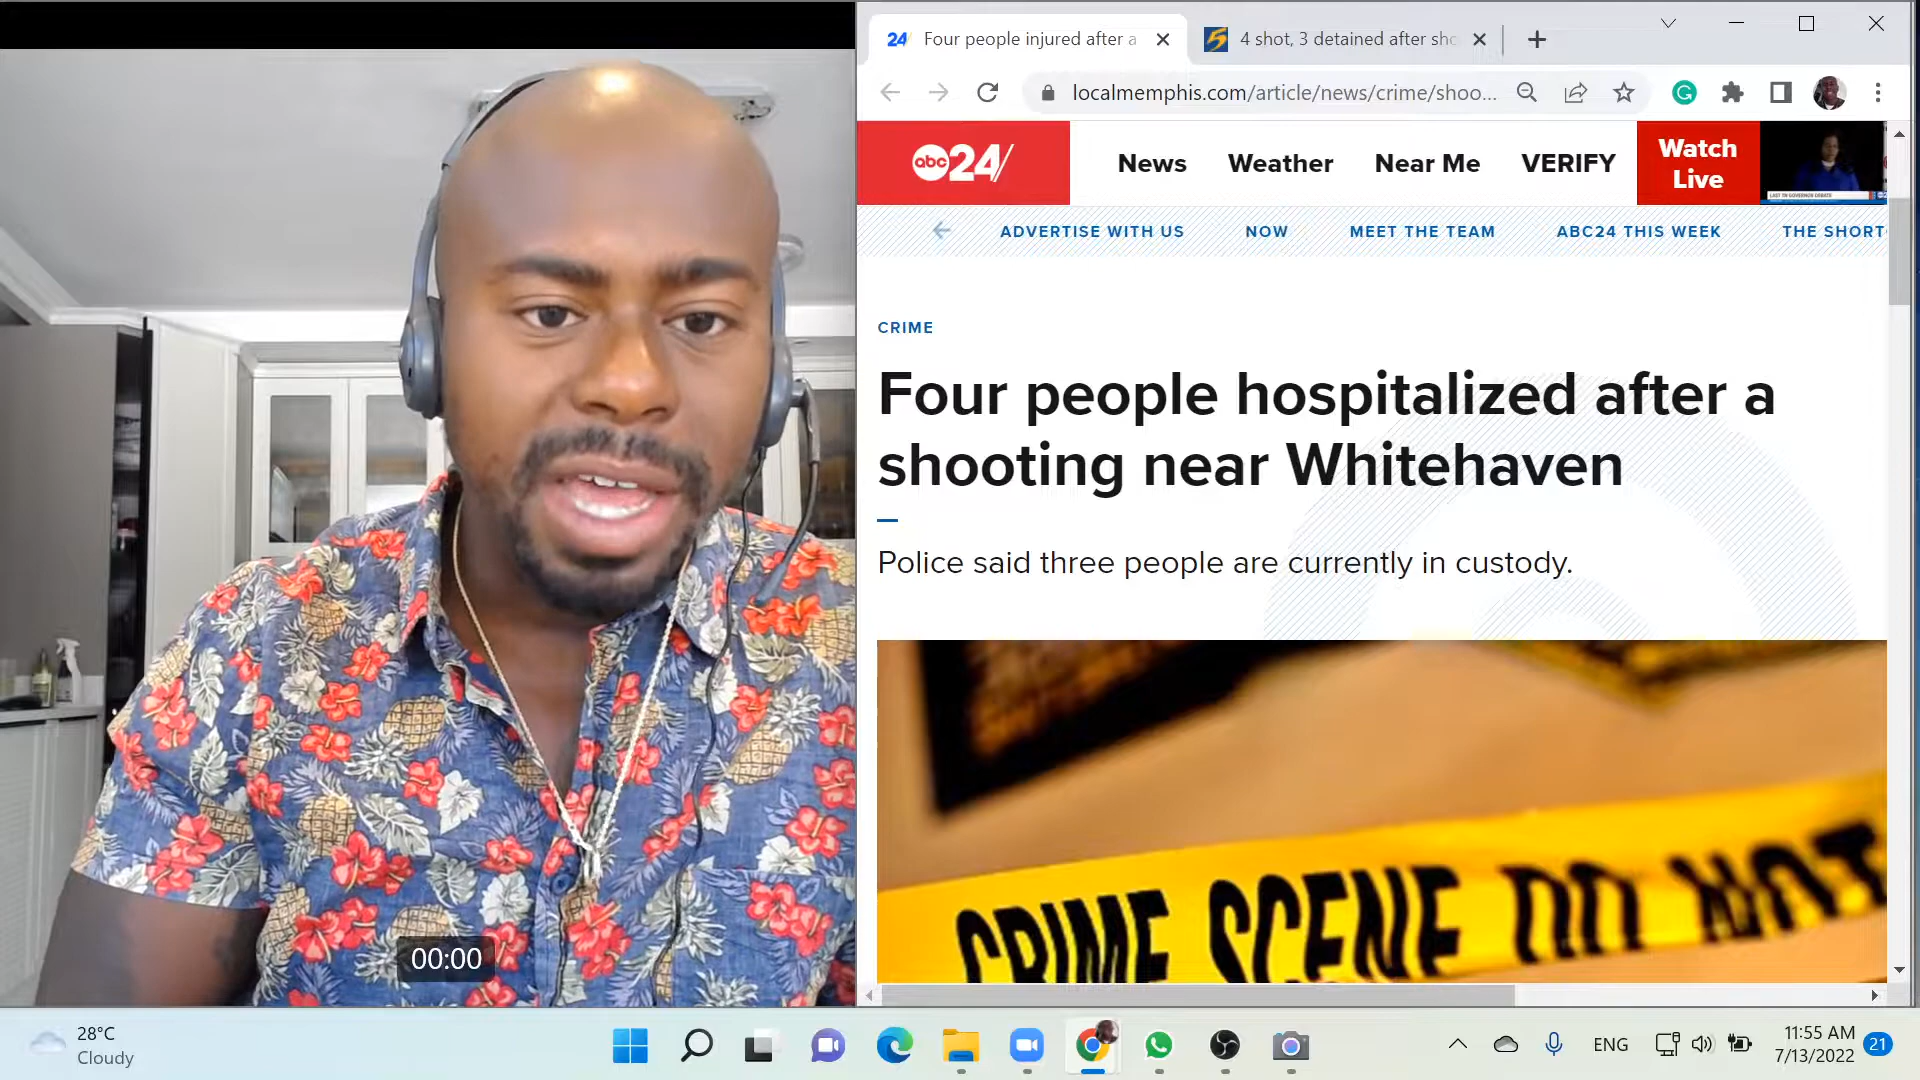 Four people injured after a
4 shot, 3 detained after sho
localmemphis.com/article/news/crime/shoo...
abc 24/
News
Weather
Near Me
VERIFY
Watch
Live
ADVERTISE WITH US
NOW
MEET THE TEAM
ABC24 THIS WEEK
THE SHORT
CRIME
Four people hospitalized after a
shooting near Whitehaven
Police said three people are currently in custody.
CRIME SCENE DO NOT
00:00
28°C
Cloudy
ENG
11:55 AM
7/13/2022
21